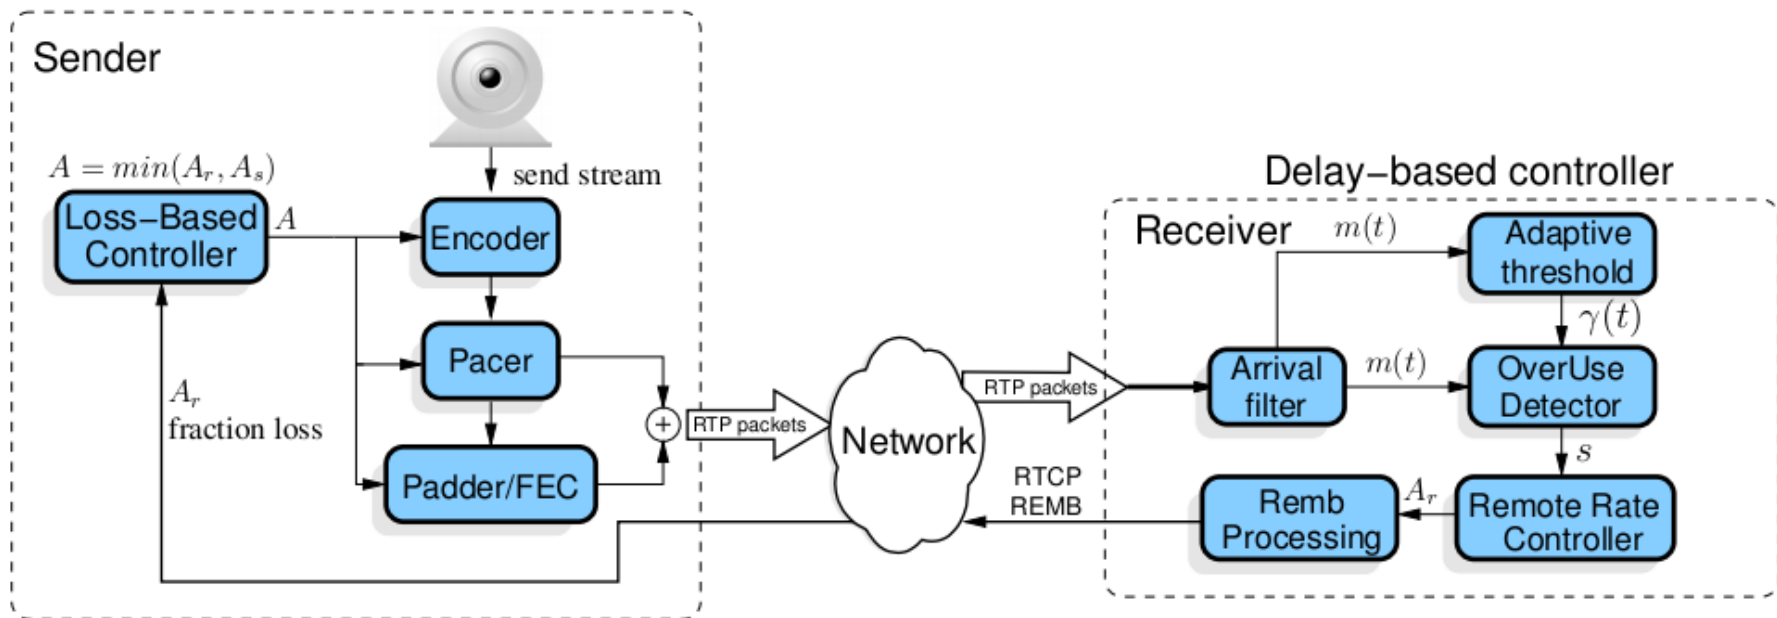 Sender
A = min(A_r, A_s)
Loss–Based
Controller
A
send stream
Encoder
Pacer
Padder/FEC
A_r
fraction loss
+
RTP packets
Network
RTP packets
RTCP
REMB
Delay–based controller
Receiver
m(t)
Adaptive
threshold
γ(t)
Arrival
filter
m(t)
OverUse
Detector
s
Remote Rate
Controller
A_r
Remb
Processing